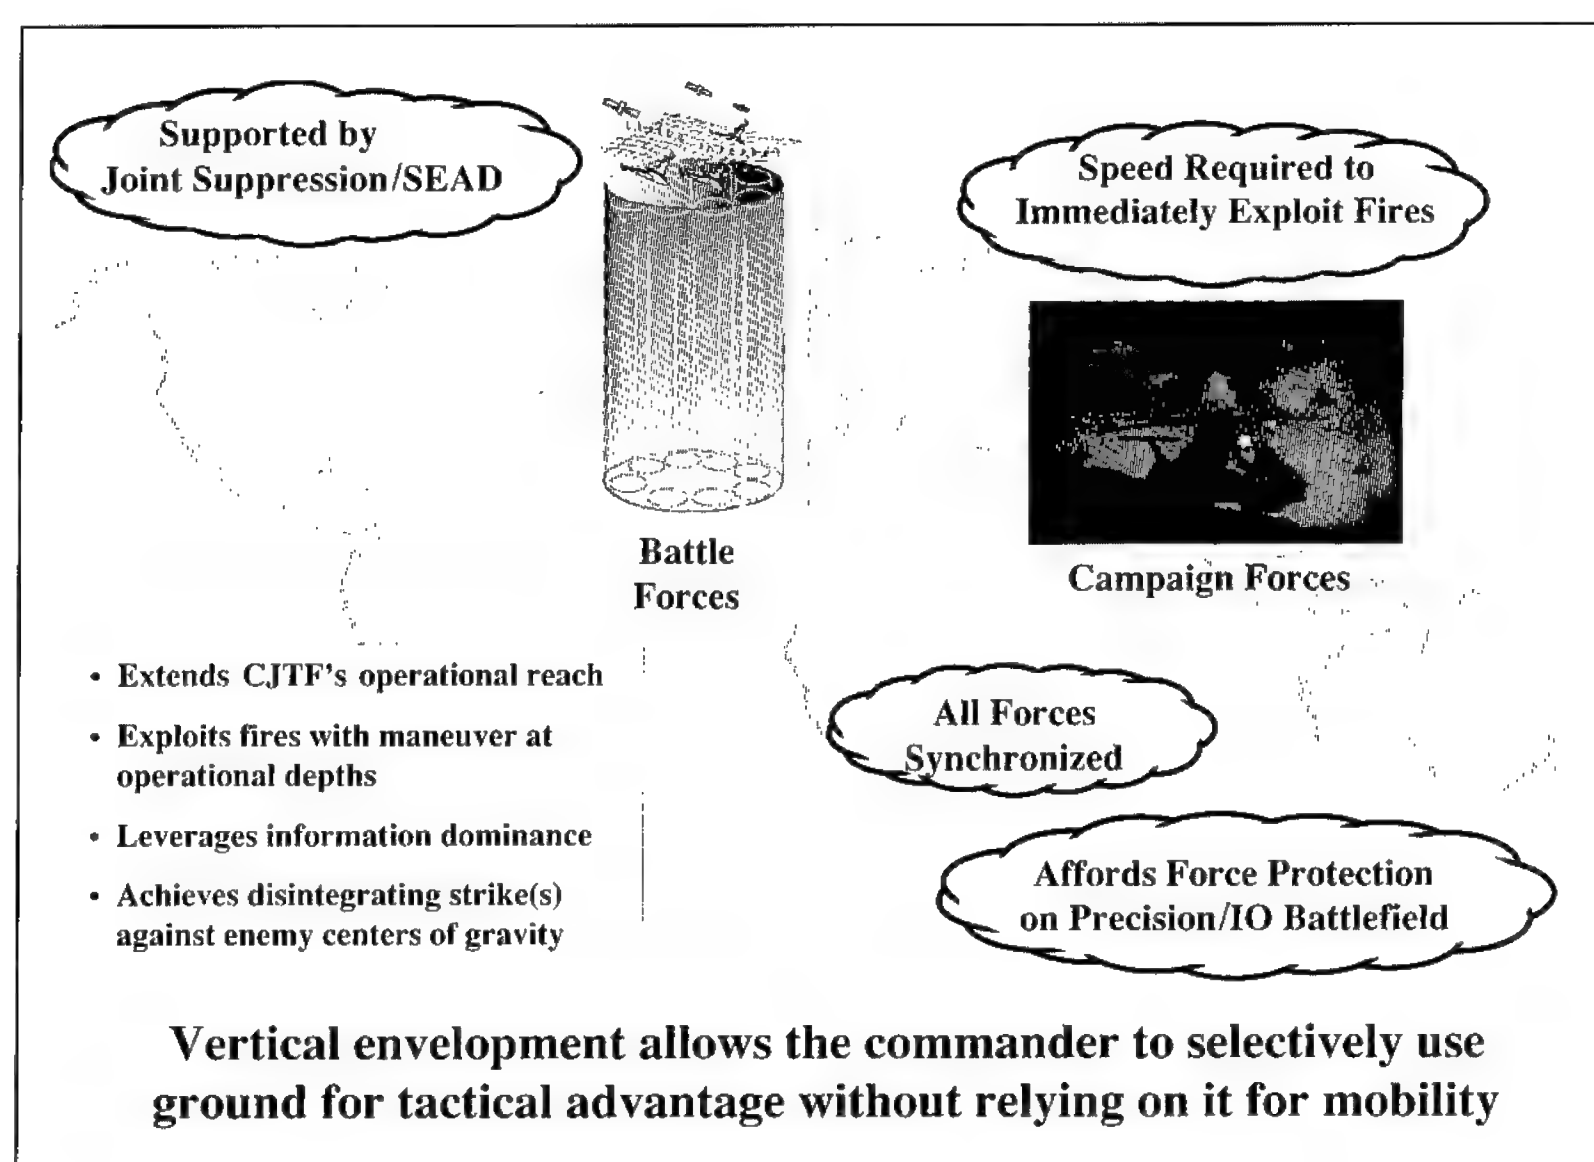 Supported by
Joint Suppression/SEAD
Speed Required to
Immediately Exploit Fires
Battle
Forces
Campaign Forces
• Extends CJTF's operational reach
• Exploits fires with maneuver at
operational depths
• Leverages information dominance
• Achieves disintegrating strike(s)
against enemy centers of gravity
All Forces
Synchronized
Affords Force Protection
on Precision/IO Battlefield
Vertical envelopment allows the commander to selectively use
ground for tactical advantage without relying on it for mobility